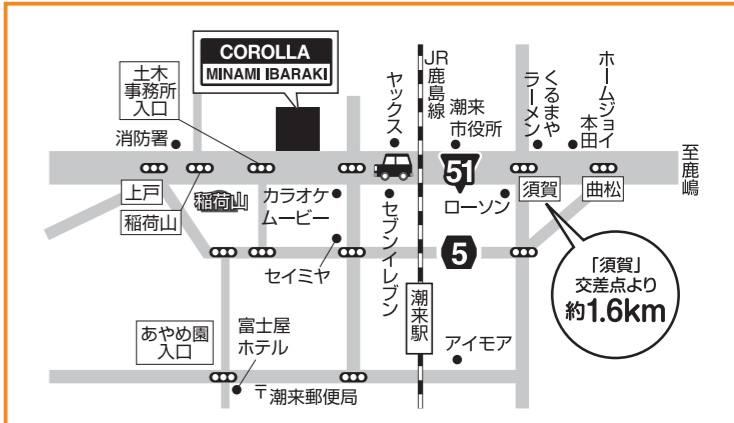 COROLLA
MINAMI IBARAKI
土木
事務所
入口
消防署
ヤックス
JR鹿島線
潮来
市役所
くるまや
ラーメン
ホームジョイ
本田
至鹿嶋
51
上戸
稲荷山
稲荷山
カラオケ
ムービー
セブンイレブン
ローソン
須賀
曲松
セイミヤ
5
「須賀」
交差点より
約1.6km
潮来駅
あやめ園
入口
富士屋
ホテル
アイモア
〒潮来郵便局